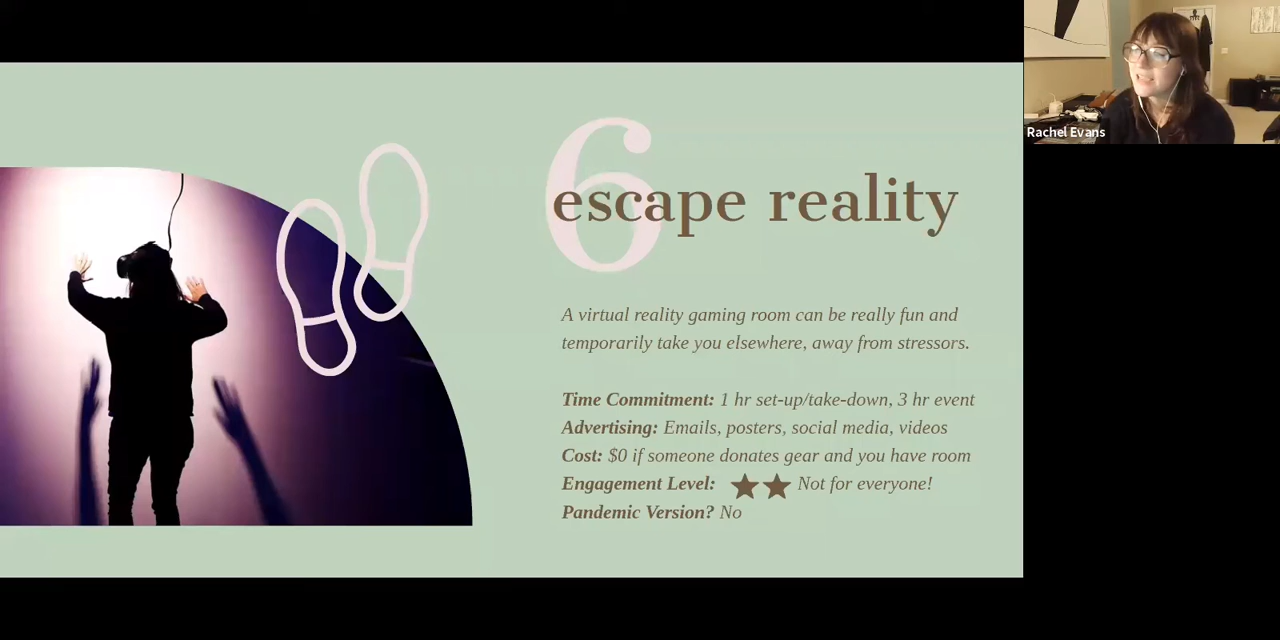 6
escape reality
A virtual reality gaming room can be really fun and
temporarily take you elsewhere, away from stressors.
Time Commitment: 1 hr set-up/take-down, 3 hr event
Advertising: Emails, posters, social media, videos
Cost: $0 if someone donates gear and you have room
Engagement Level: ★★ Not for everyone!
Pandemic Version? No
Rachel Evans